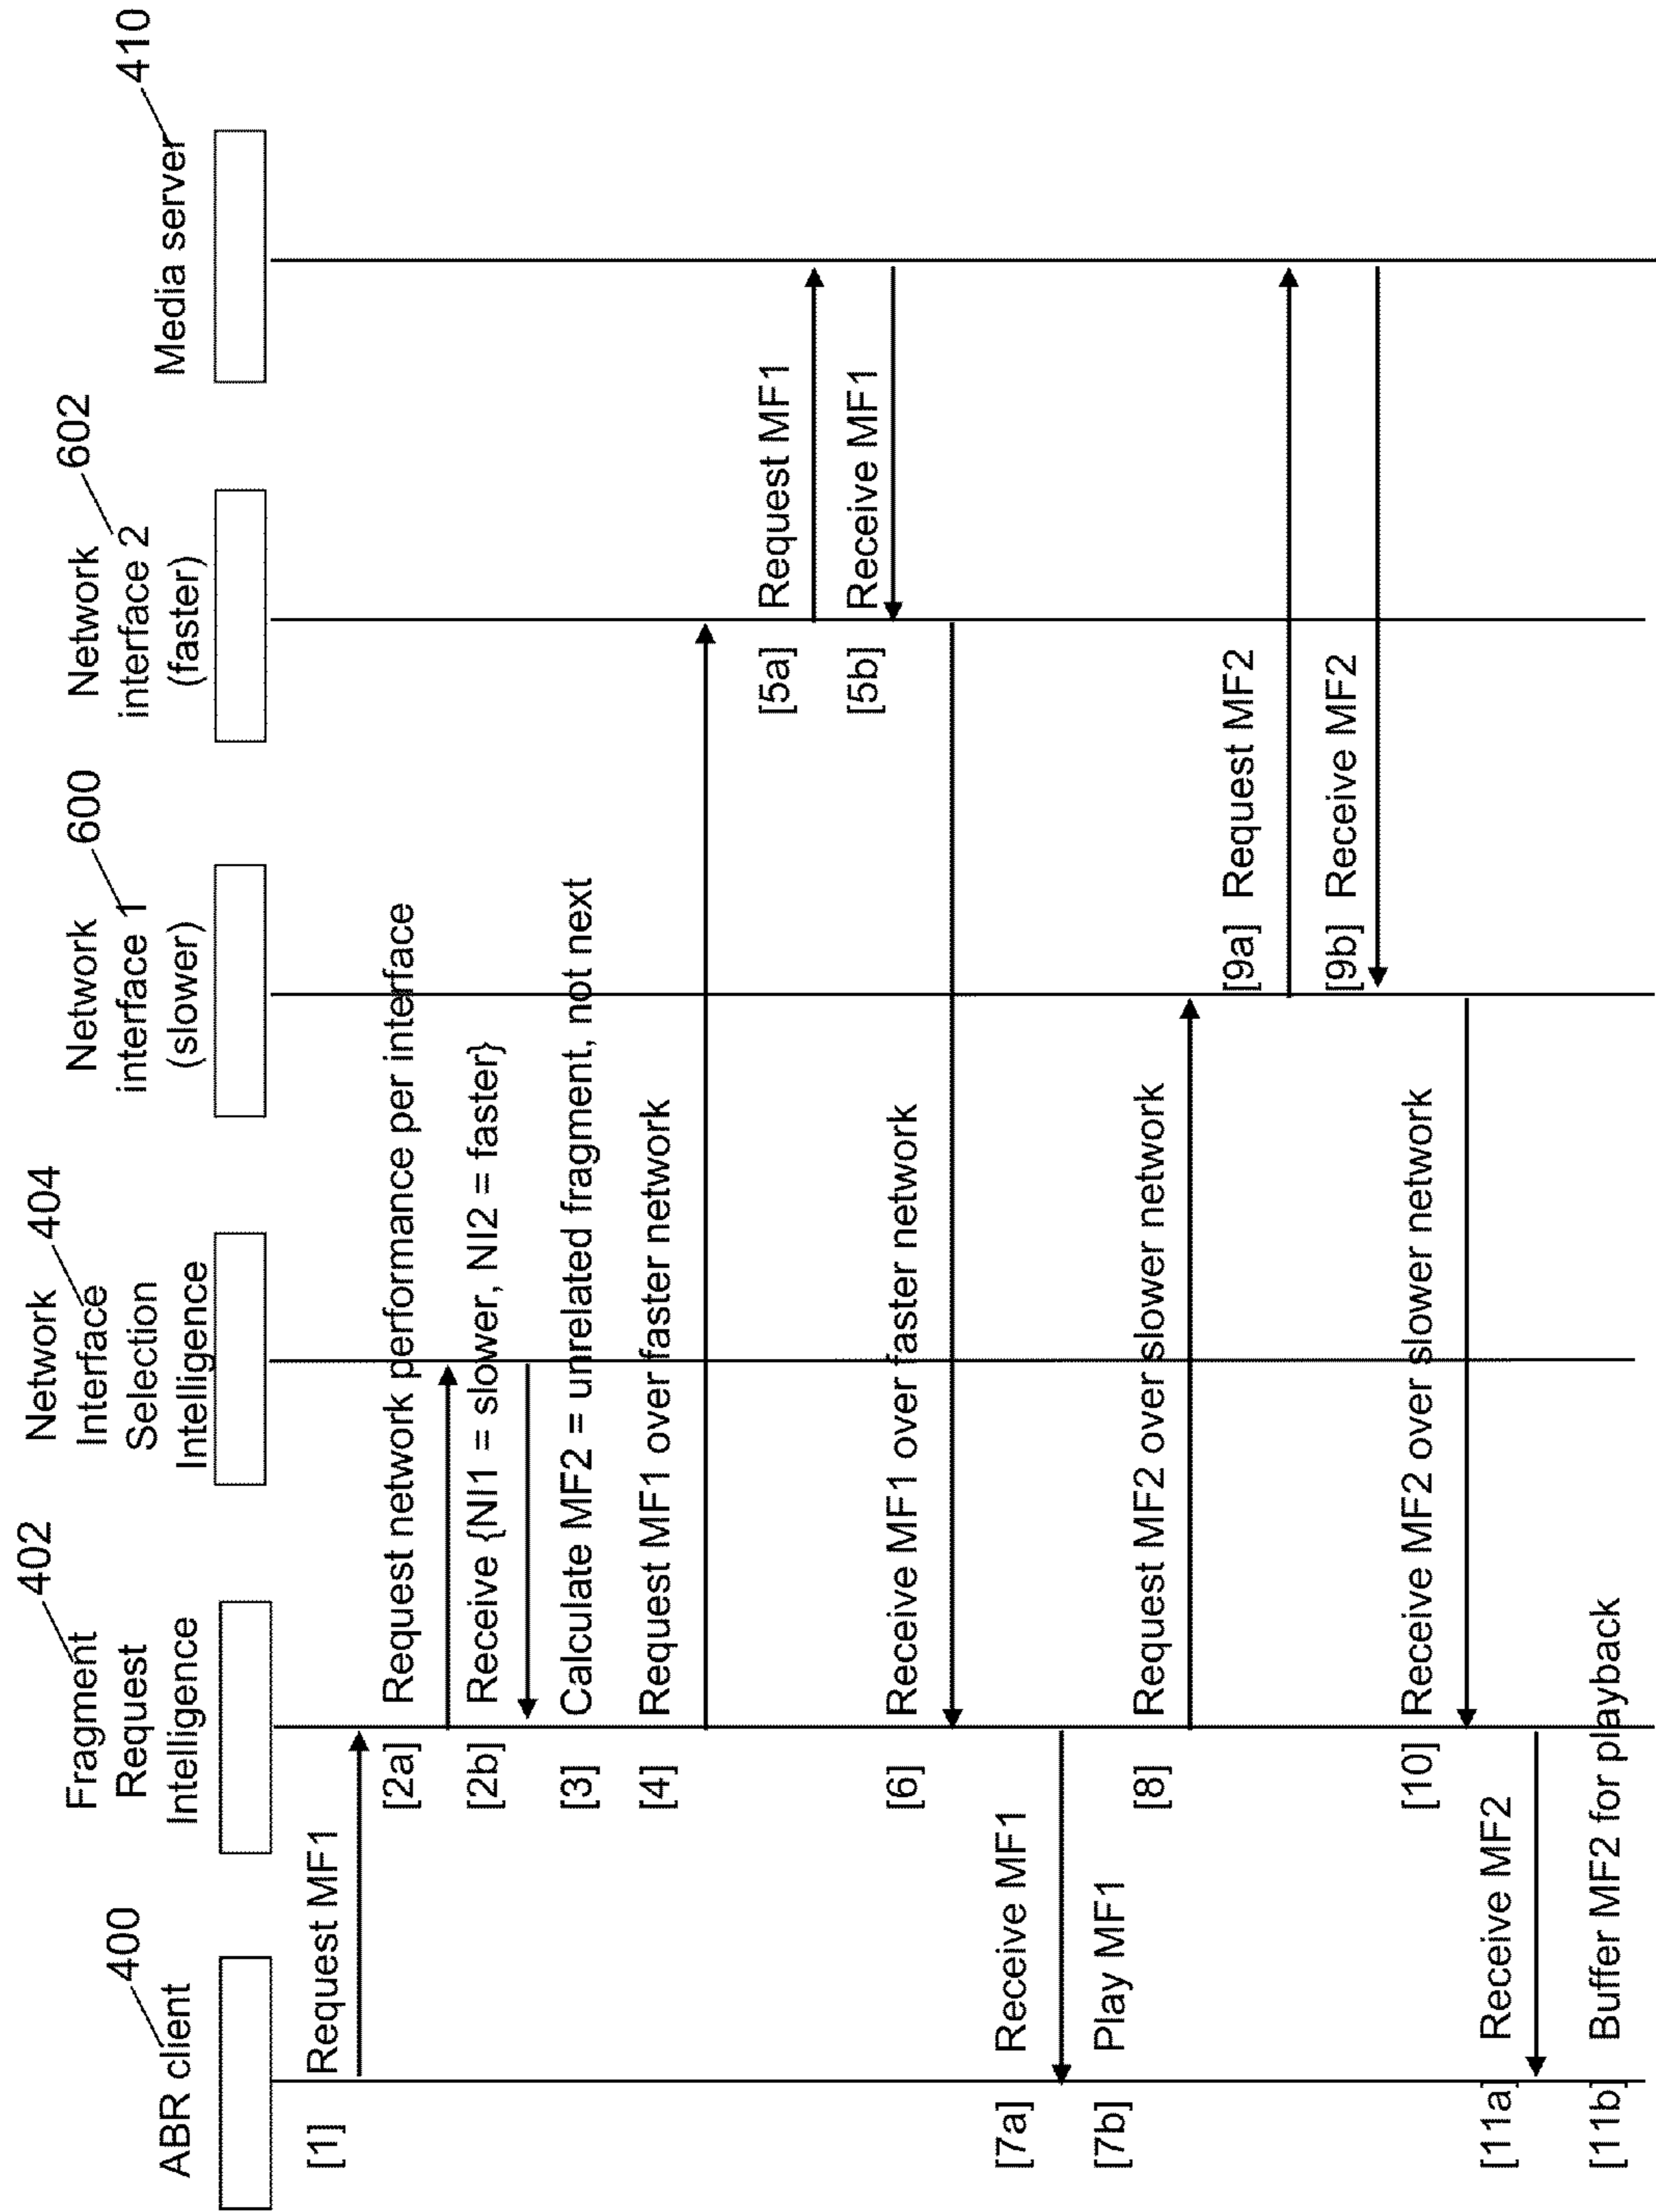 ABR client
400
Fragment
Request
Intelligence
402
Network
Interface
Selection
Intelligence
404
Network
interface 1
(slower)
600
Network
interface 2
(faster)
602
Media server
410
[1] Request MF1
[2a] Request network performance per interface
[2b] Receive {NI1 = slower, NI2 = faster}
[3] Calculate MF2 = unrelated fragment, not next
[4] Request MF1 over faster network
[5a] Request MF1
[5b] Receive MF1
[6] Receive MF1 over faster network
[7a] Receive MF1
[7b] Play MF1
[8] Request MF2 over slower network
[9a] Request MF2
[9b] Receive MF2
[10] Receive MF2 over slower network
[11a] Receive MF2
[11b] Buffer MF2 for playback